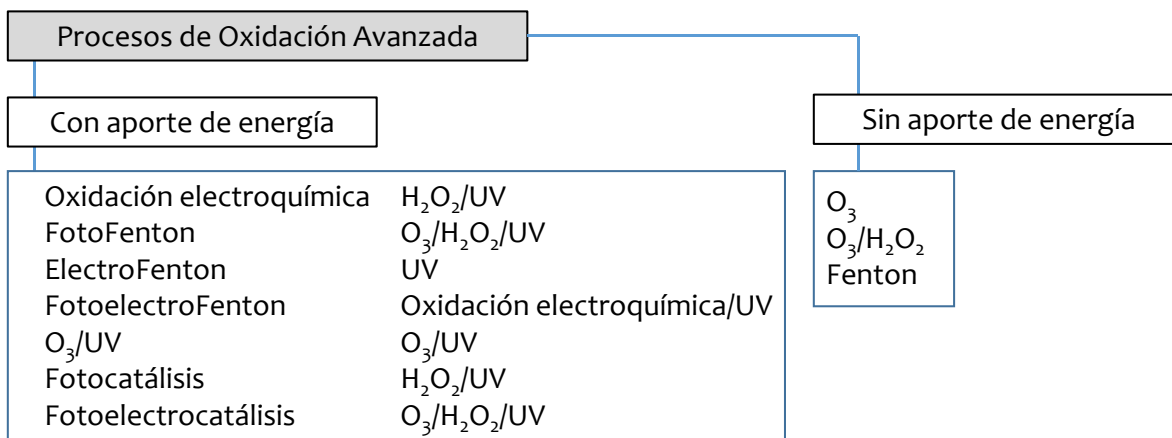 Procesos de Oxidación Avanzada
Con aporte de energía
Sin aporte de energía
Oxidación electroquímica
FotoFenton
ElectroFenton
FotoelectroFenton
O₃/UV
Fotocatálisis
Fotoelectrocatálisis
H₂O₂/UV
O₃/H₂O₂/UV
UV
Oxidación electroquímica/UV
O₃/UV
H₂O₂/UV
O₃/H₂O₂/UV
O₃
O₃/H₂O₂
Fenton